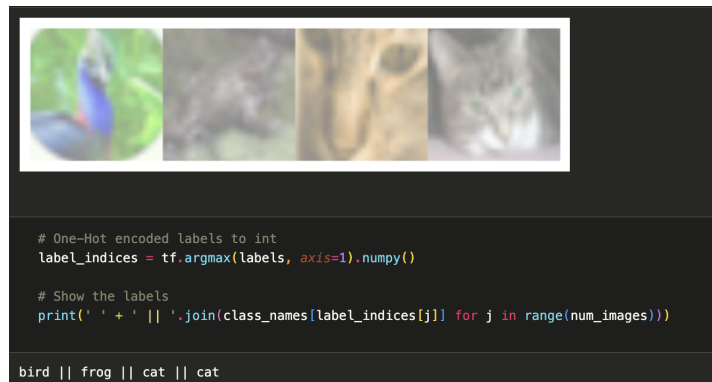 # One-Hot encoded labels to int
label_indices = tf.argmax(labels, axis=1).numpy()
# Show the labels
print(' ' + ' || '.join(class_names[label_indices[j]] for j in range(num_images)))
bird || frog || cat || cat